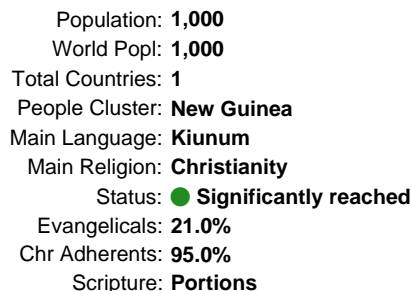 Population: 1,000
World Popl: 1,000
Total Countries: 1
People Cluster: New Guinea
Main Language: Kiunum
Main Religion: Christianity
Status: Significantly reached
Evangelicals: 21.0%
Chr Adherents: 95.0%
Scripture: Portions